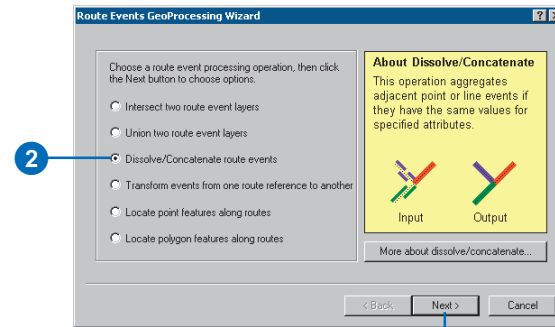 Route Events GeoProcessing Wizard
Choose a route event processing operation, then click
the Next button to choose options.
Intersect two route event layers
Union two route event layers
2
Dissolve/Concatenate route events
Transform events from one route reference to another
Locate point features along routes
Locate polygon features along routes
About Dissolve/Concatenate
This operation aggregates
adjacent point or line events if
they have the same values for
specified attributes.
Input
Output
More about dissolve/concatenate...
< Back
Next >
Cancel